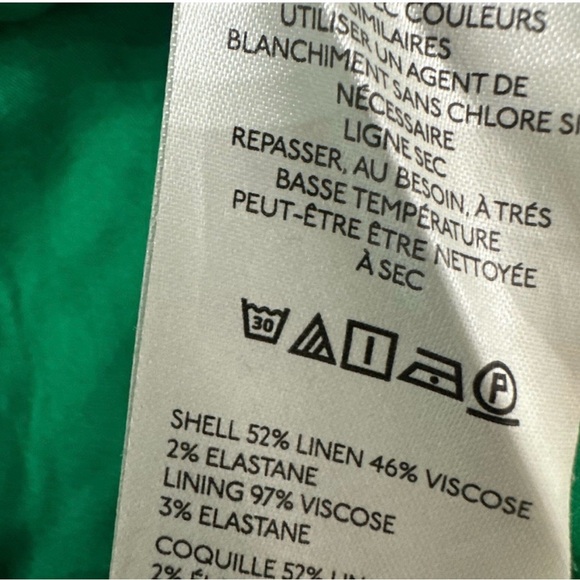 COULEURS
SIMILAIRES
UTILISER UN AGENT DE
BLANCHIMENT SANS CHLORE SI
NÉCESSAIRE
LIGNE SEC
REPASSER, AU BESOIN, À TRÉS
BASSE TEMPÉRATURE
PEUT-ÊTRE ÊTRE NETTOYÉE
À SEC
30 P
SHELL 52% LINEN 46% VISCOSE
2% ELASTANE
LINING 97% VISCOSE
3% ELASTANE
COQUILLE 52%
2%